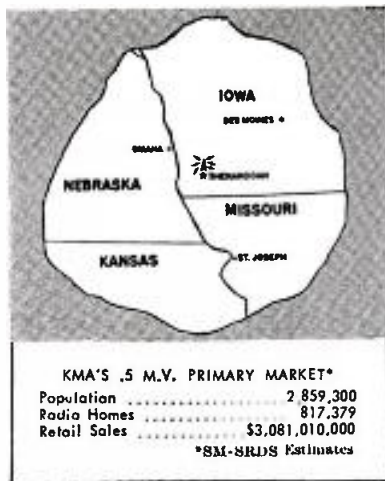 IOWA
DES MOINES
OMAHA
SHENANDOAH
NEBRASKA
MISSOURI
KANSAS
ST. JOSEPH
KMA'S .5 M.V. PRIMARY MARKET*
Population .................... 2,859,300
Radio Homes .................. 817,379
Retail Sales ............ $3,081,010,000
*SM-SRDS Estimates